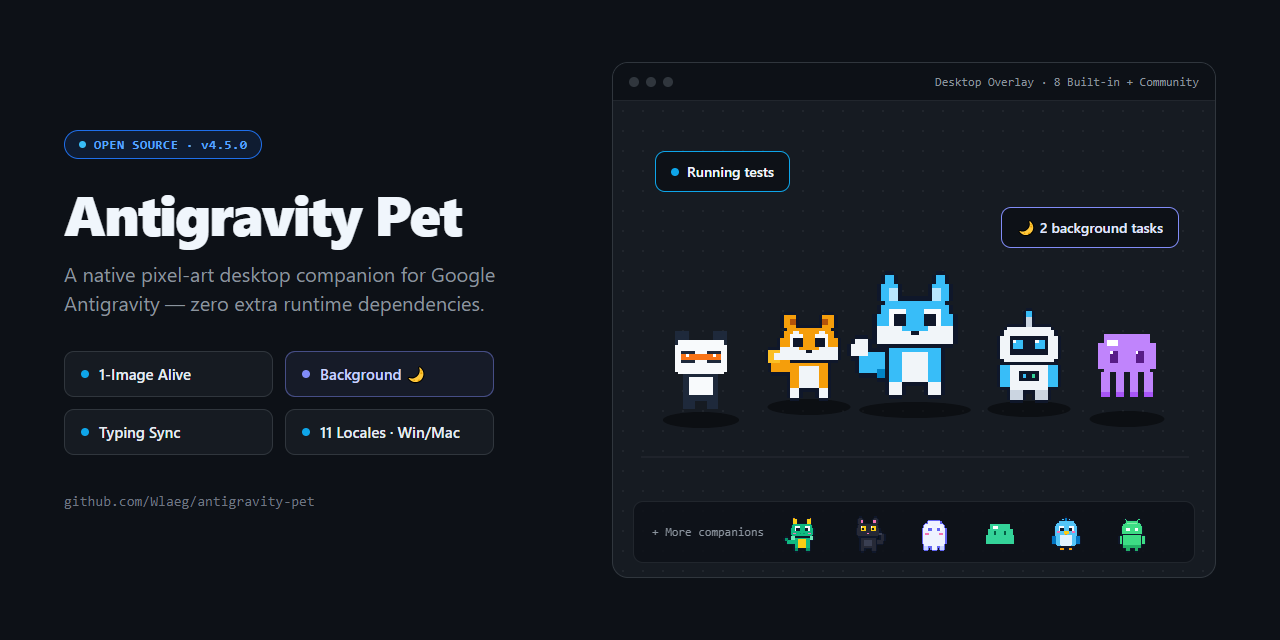 OPEN SOURCE · v4.5.0
Antigravity Pet
A native pixel-art desktop companion for Google
Antigravity — zero extra runtime dependencies.
1-Image Alive
Background 🌙
Typing Sync
11 Locales · Win/Mac
github.com/Wlaeg/antigravity-pet
Desktop Overlay · 8 Built-in + Community
Running tests
🌙 2 background tasks
+ More companions